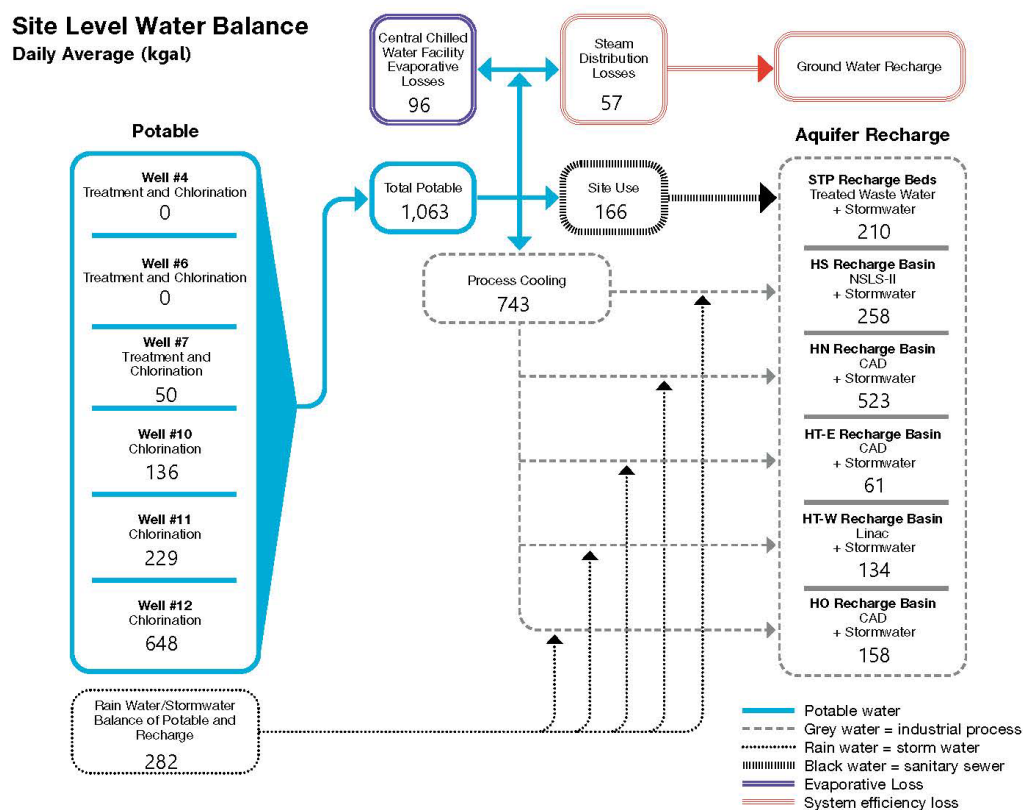 Site Level Water Balance
Daily Average (kgal)
Central Chilled
Water Facility
Evaporative
Losses
96
Steam
Distribution
Losses
57
Ground Water Recharge
Potable
Well #4
Treatment and Chlorination
0
Well #6
Treatment and Chlorination
0
Well #7
Treatment and
Chlorination
50
Well #10
Chlorination
136
Well #11
Chlorination
229
Well #12
Chlorination
648
Rain Water/Stormwater
Balance of Potable and
Recharge
282
Total Potable
1,063
Site Use
166
Process Cooling
743
Aquifer Recharge
STP Recharge Beds
Treated Waste Water
+ Stormwater
210
HS Recharge Basin
NSLS-II
+ Stormwater
258
HN Recharge Basin
CAD
+ Stormwater
523
HT-E Recharge Basin
CAD
+ Stormwater
61
HT-W Recharge Basin
Linac
+ Stormwater
134
HO Recharge Basin
CAD
+ Stormwater
158
Potable water
Grey water = industrial process
Rain water = storm water
Black water = sanitary sewer
Evaporative Loss
System efficiency loss